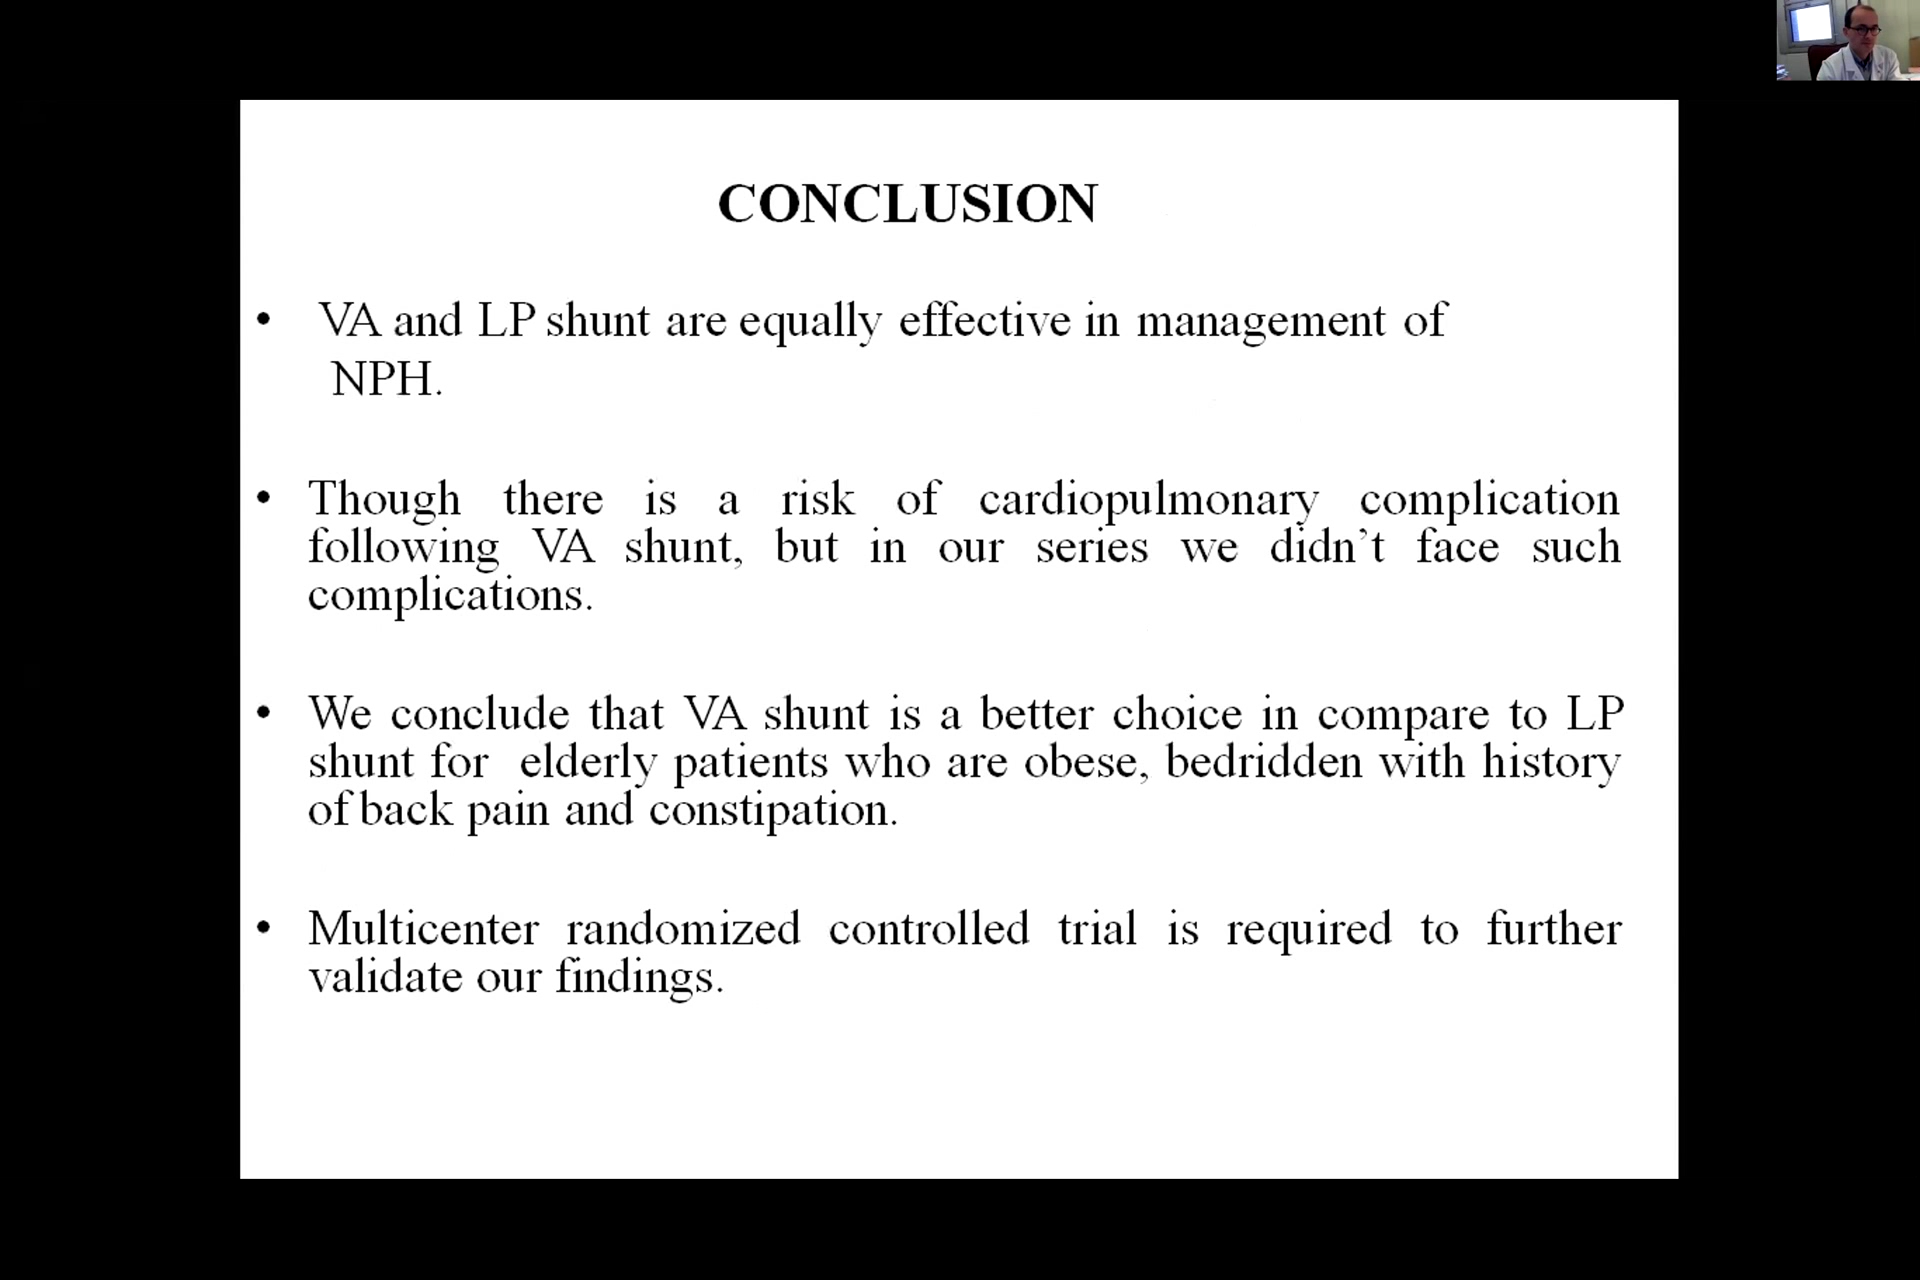 CONCLUSION
• VA and LP shunt are equally effective in management of
NPH.
• Though there is a risk of cardiopulmonary complication
following VA shunt, but in our series we didn’t face such
complications.
• We conclude that VA shunt is a better choice in compare to LP
shunt for elderly patients who are obese, bedridden with history
of back pain and constipation.
• Multicenter randomized controlled trial is required to further
validate our findings.